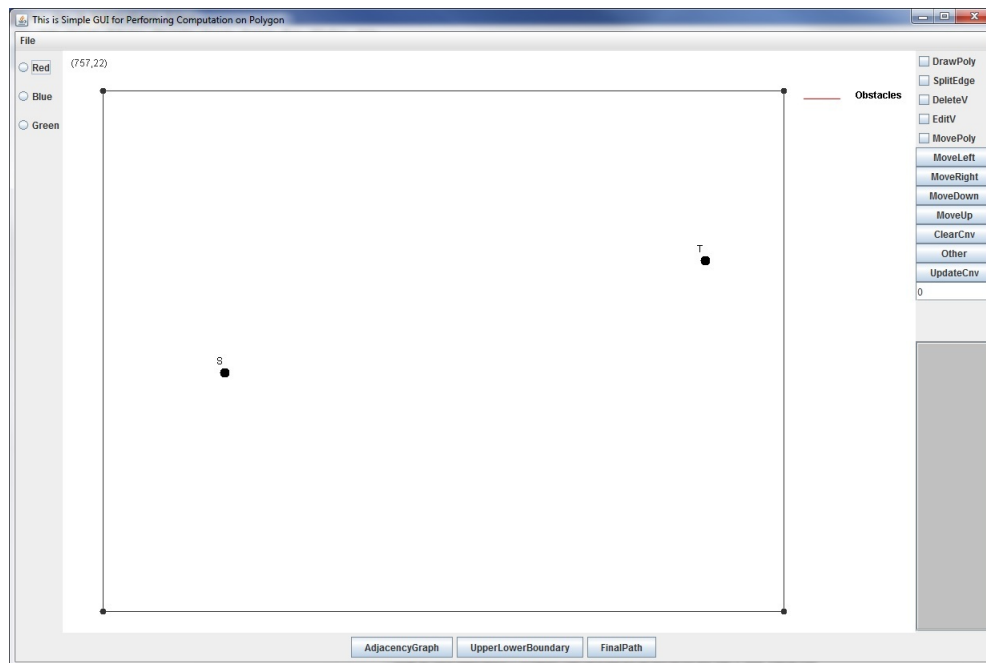 This is Simple GUI for Performing Computation on Polygon
File
Red
Blue
Green
(757,22)
Obstacles
T
S
DrawPoly
SplitEdge
DeleteV
EditV
MovePoly
MoveLeft
MoveRight
MoveDown
MoveUp
ClearCnv
Other
UpdateCnv
0
AdjacencyGraph UpperLowerBoundary FinalPath